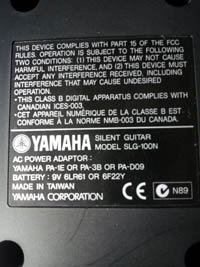 THIS DEVICE COMPLIES WITH PART 15 OF THE FCC
RULES. OPERATION IS SUBJECT TO THE FOLLOWING
TWO CONDITIONS: (1) THIS DEVICE MAY NOT CAUSE
HARMFUL INTERFERENCE, AND (2) THIS DEVICE MUST
ACCEPT ANY INTERFERENCE RECEIVED, INCLUDING
INTERFERENCE THAT MAY CAUSE UNDESIRED
OPERATION.
•THIS CLASS B DIGITAL APPARATUS COMPLIES WITH
CANADIAN ICES-003.
•CET APPAREIL NUMÉRIQUE DE LA CLASSE B EST
CONFORME À LA NORME NMB-003 DU CANADA.
YAMAHA SILENT GUITAR
MODEL SLG-100N
AC POWER ADAPTOR :
YAMAHA PA-1E OR PA-3B OR PA-D09
BATTERY : 9V 6LR61 OR 6F22Y
MADE IN TAIWAN
YAMAHA CORPORATION N89